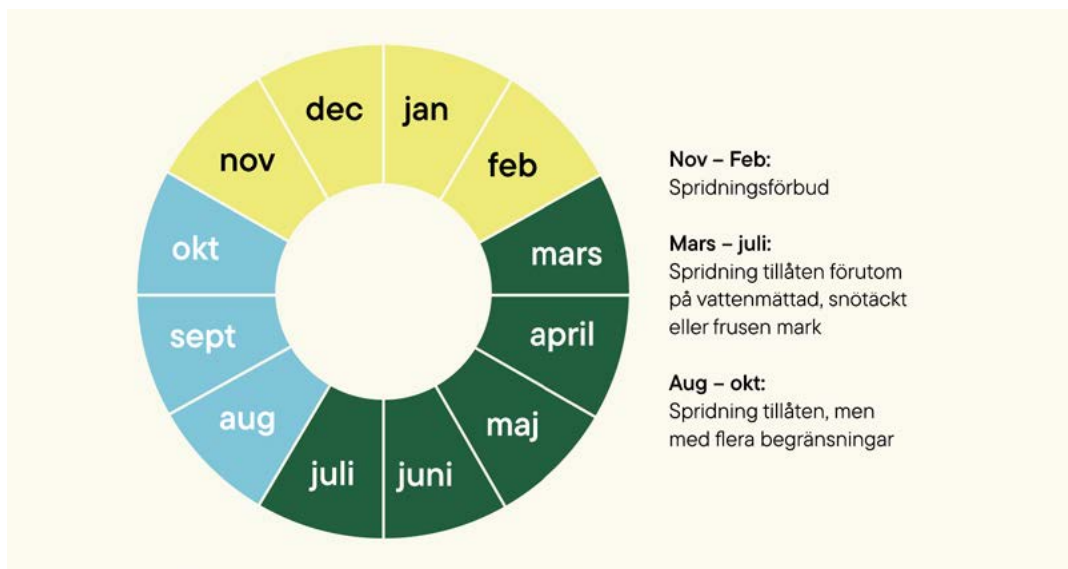 dec
jan
nov
feb
okt
mars
sept
april
aug
maj
juli
juni
Nov – Feb:
Spridningsförbud
Mars – juli:
Spridning tillåten förutom
på vattenmättad, snötäckt
eller frusen mark
Aug – okt:
Spridning tillåten, men
med flera begränsningar